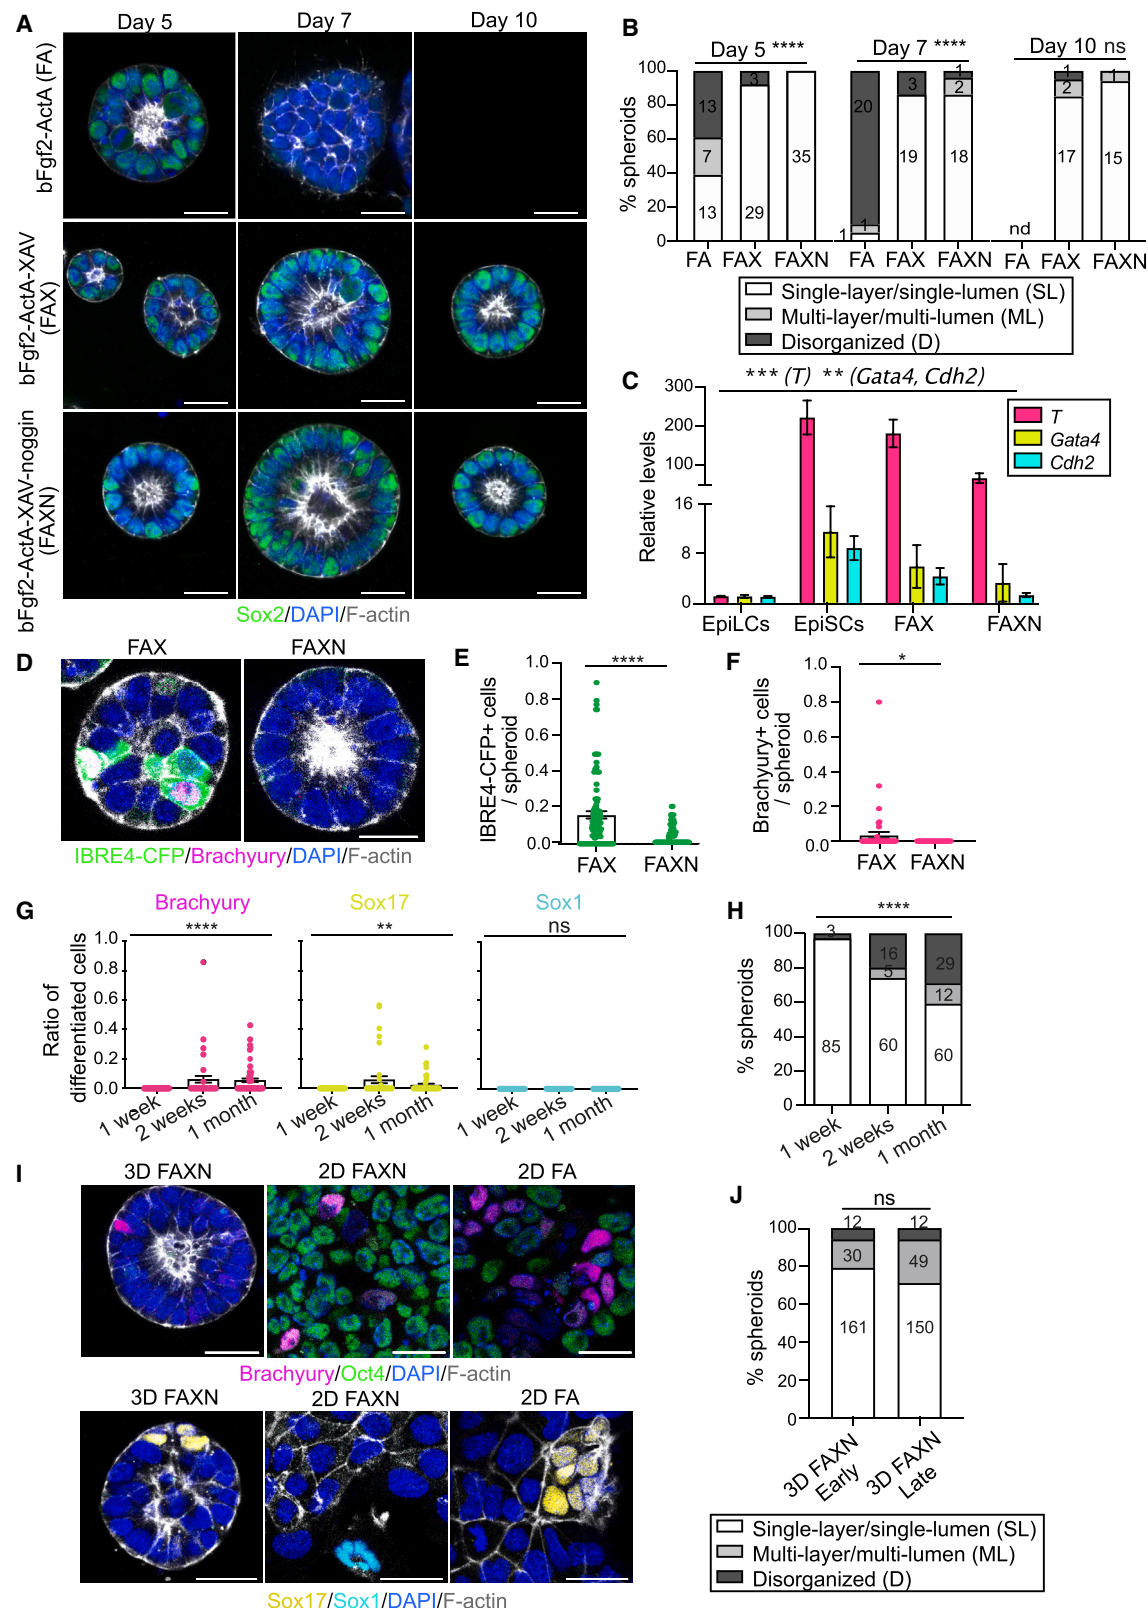 A
Day 5
Day 7
Day 10
bFgf2-ActA (FA)
bFgf2-ActA-XAV
(FAX)
bFgf2-ActA-XAV-noggin
(FAXN)
Sox2/DAPI/F-actin
B
Day 5 ****
Day 7 ****
Day 10 ns
% spheroids
100
80
60
40
20
0
13
7
13
3
29
35
20
1
1
3
19
1
2
18
nd
1
2
17
1
15
FA FAX FAXN
FA FAX FAXN
FA FAX FAXN
Single-layer/single-lumen (SL)
Multi-layer/multi-lumen (ML)
Disorganized (D)
C
*** (T) ** (Gata4, Cdh2)
Relative levels
300
200
100
16
8
0
T
Gata4
Cdh2
EpiLCs EpiSCs FAX FAXN
D
FAX
FAXN
IBRE4-CFP/Brachyury/DAPI/F-actin
E
****
IBRE4-CFP+ cells
/ spheroid
1.0
0.8
0.6
0.4
0.2
0.0
FAX FAXN
F
*
Brachyury+ cells
/ spheroid
1.0
0.8
0.6
0.4
0.2
0.0
FAX FAXN
G
Brachyury
Sox17
Sox1
****
**
ns
Ratio of
differentiated cells
1.0
0.8
0.6
0.4
0.2
0.0
1 week 2 weeks 1 month
1 week 2 weeks 1 month
1 week 2 weeks 1 month
H
****
% spheroids
100
80
60
40
20
0
3
85
16
5
60
29
12
60
1 week 2 weeks 1 month
I
3D FAXN
2D FAXN
2D FA
Brachyury/Oct4/DAPI/F-actin
3D FAXN
2D FAXN
2D FA
Sox17/Sox1/DAPI/F-actin
J
ns
% spheroids
100
80
60
40
20
0
12
30
161
12
49
150
3D FAXN
Early
3D FAXN
Late
Single-layer/single-lumen (SL)
Multi-layer/multi-lumen (ML)
Disorganized (D)